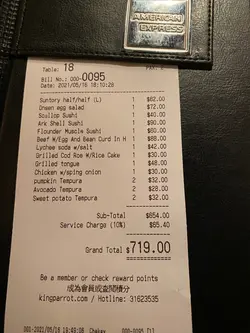 AMERICAN
EXPRESS
Table: 18
Bill No.: 000-0095
Date: 2021/05/16 18:10:26
Suntory half/half (L) 1 $62.00
Onsen egg salad 1 $72.00
Scallop Sushi 1 $40.00
Ark Shell Sushi 1 $90.00
Flounder Muscle Sushi 1 $30.00
Beef W/Egg And Bean Curd In H 1 $88.00
Lychee soda w/salt 1 $42.00
Grilled Cod Roe W/Rice Cake 1 $30.00
Grilled tongue 1 $48.00
Chicken w/sping onion 1 $30.00
pumpkin Tempura 2 $32.00
Avocado Tempura 2 $28.00
Sweet potato Tempura 2 $32.00
Sub-Total $654.00
Service Charge (10%) $65.40
Grand Total $719.00
Be a member or check reward points
成為會員或查閱積分
kingparrot.com / Hotline: 31623535